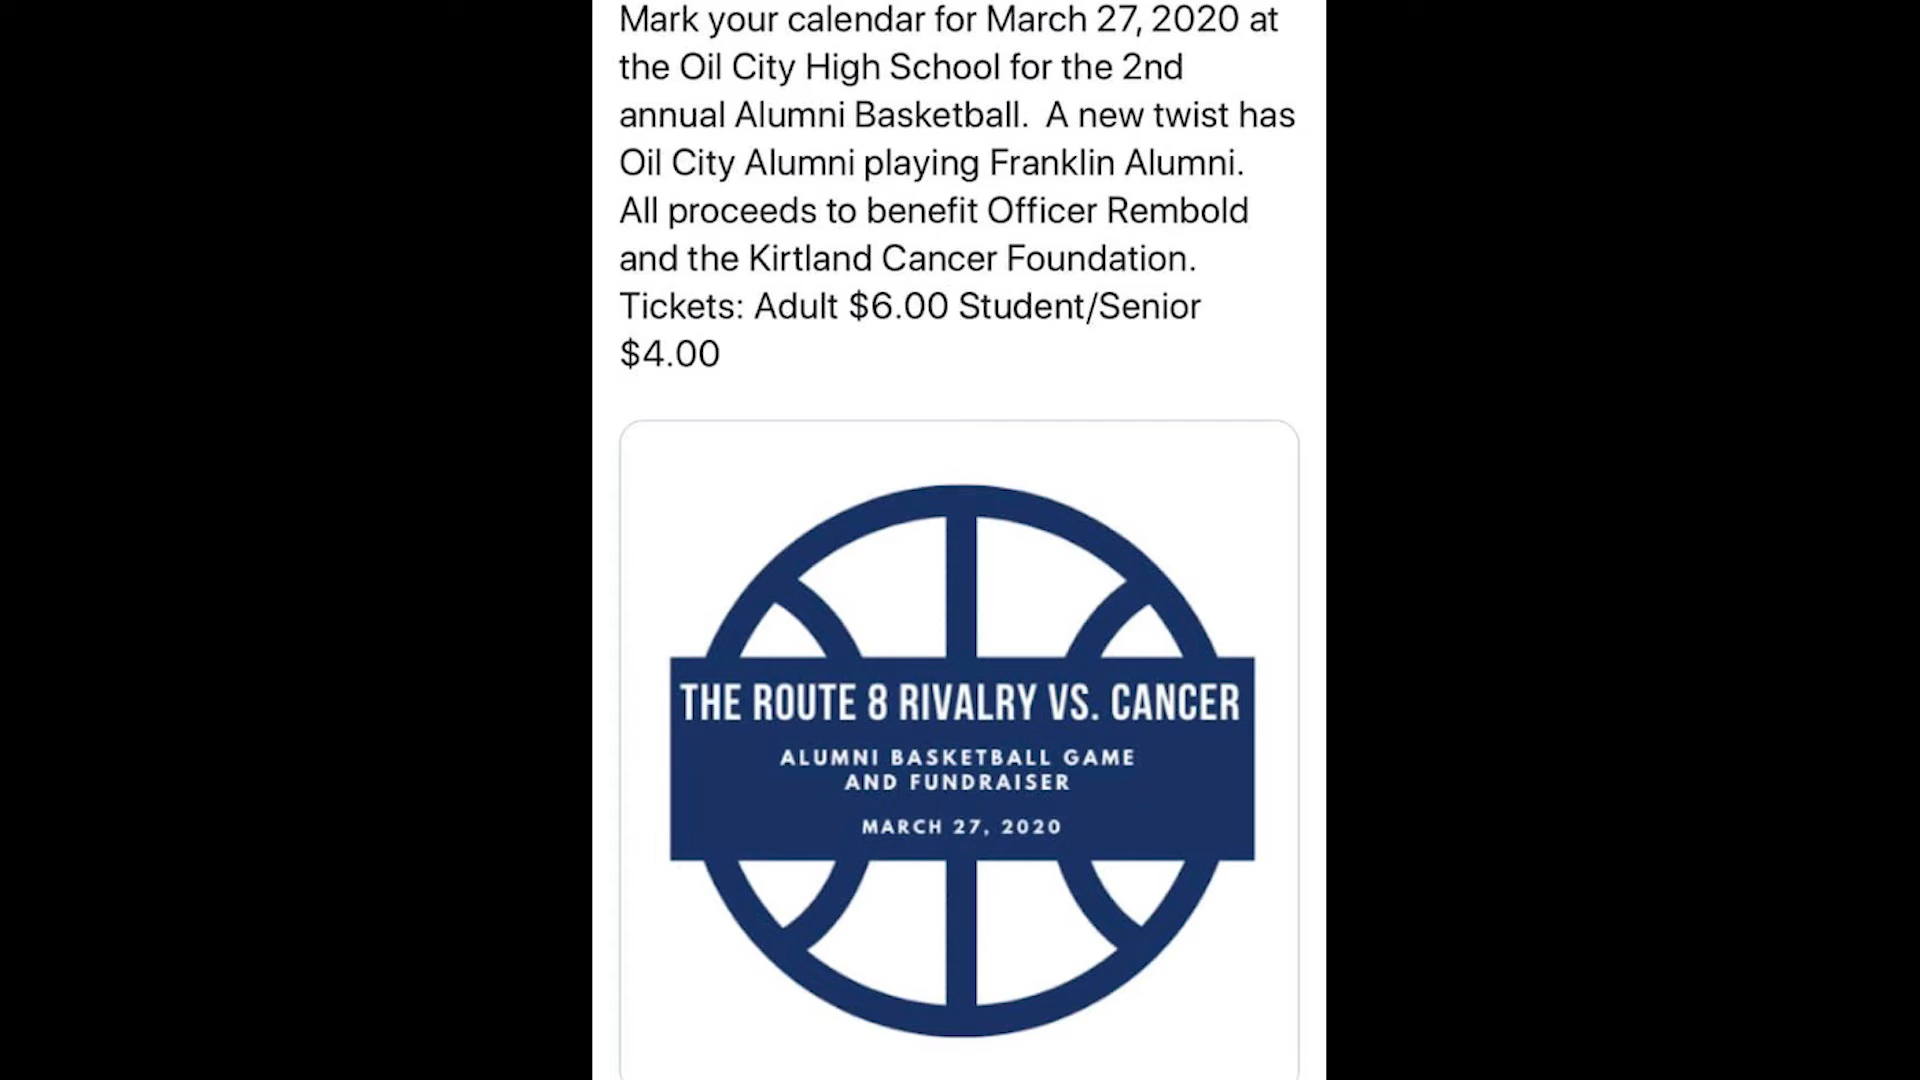 Mark your calendar for March 27, 2020 at
the Oil City High School for the 2nd
annual Alumni Basketball.  A new twist has
Oil City Alumni playing Franklin Alumni.
All proceeds to benefit Officer Rembold
and the Kirtland Cancer Foundation.
Tickets: Adult $6.00 Student/Senior
$4.00
THE ROUTE 8 RIVALRY VS. CANCER
ALUMNI BASKETBALL GAME
AND FUNDRAISER
MARCH 27, 2020